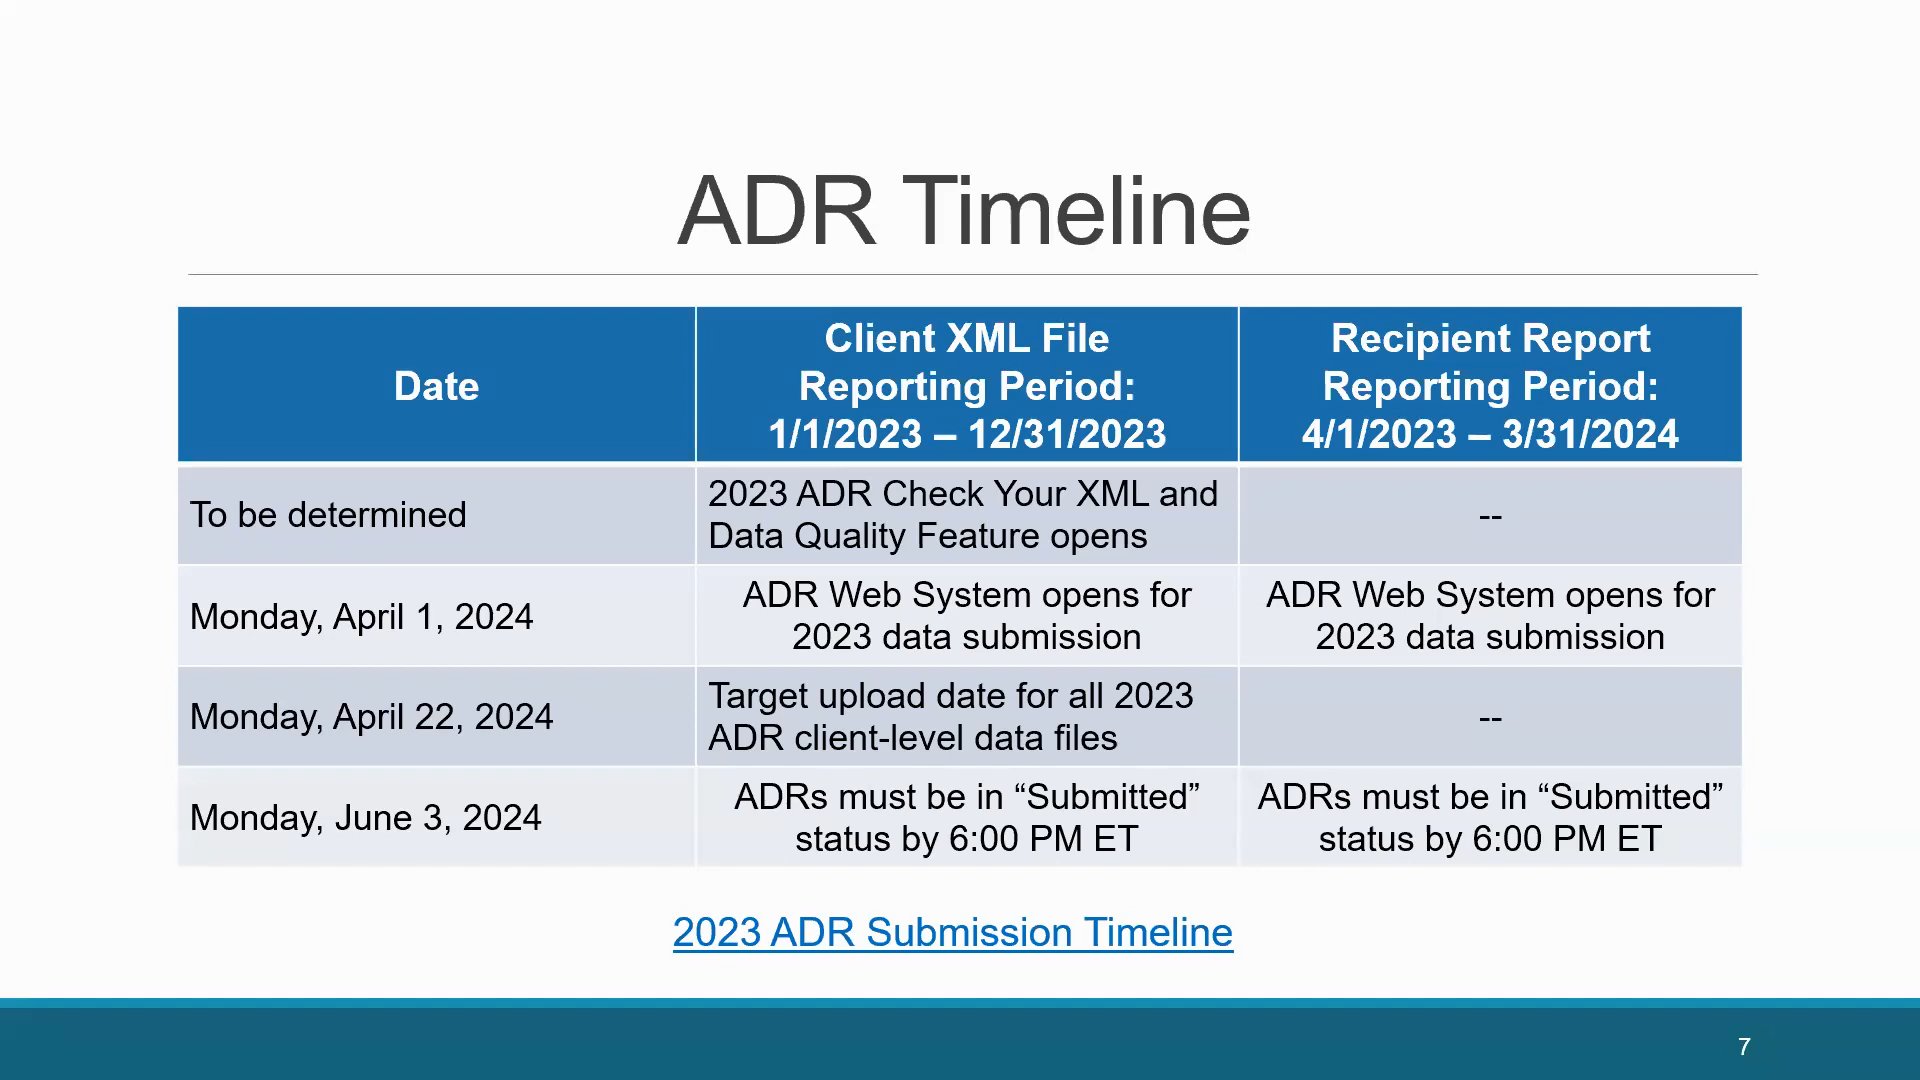 ADR Timeline
Date
Client XML File
Reporting Period:
1/1/2023 – 12/31/2023
Recipient Report
Reporting Period:
4/1/2023 – 3/31/2024
To be determined
2023 ADR Check Your XML and
Data Quality Feature opens
--
Monday, April 1, 2024
ADR Web System opens for
2023 data submission
ADR Web System opens for
2023 data submission
Monday, April 22, 2024
Target upload date for all 2023
ADR client-level data files
--
Monday, June 3, 2024
ADRs must be in “Submitted”
status by 6:00 PM ET
ADRs must be in “Submitted”
status by 6:00 PM ET
2023 ADR Submission Timeline
7